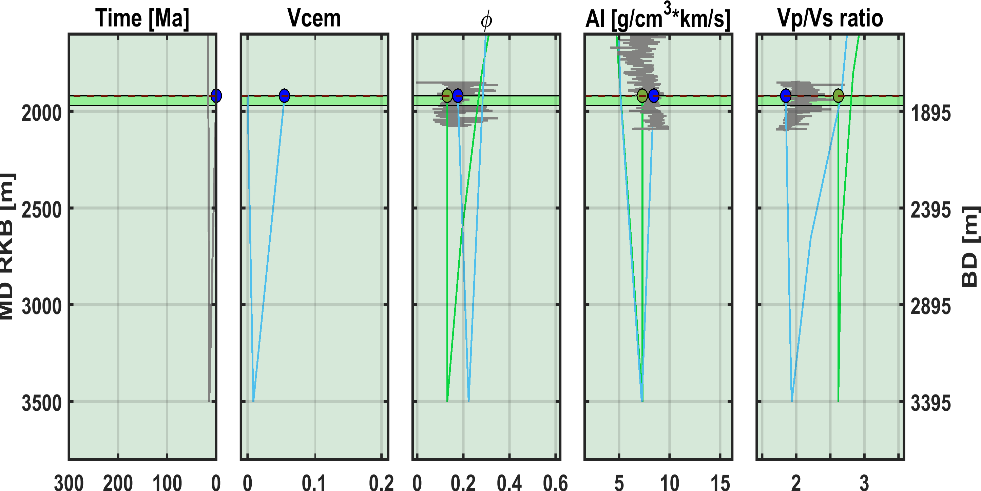 Time [Ma] Vcem ϕ AI [g/cm³*km/s] Vp/Vs ratio
MD RKB [m]
2000
2500
3000
3500
1895
2395
2895
3395
BD [m]
300 200 100 0 0 0.1 0.2 0 0.2 0.4 0.6 5 10 15 2 3